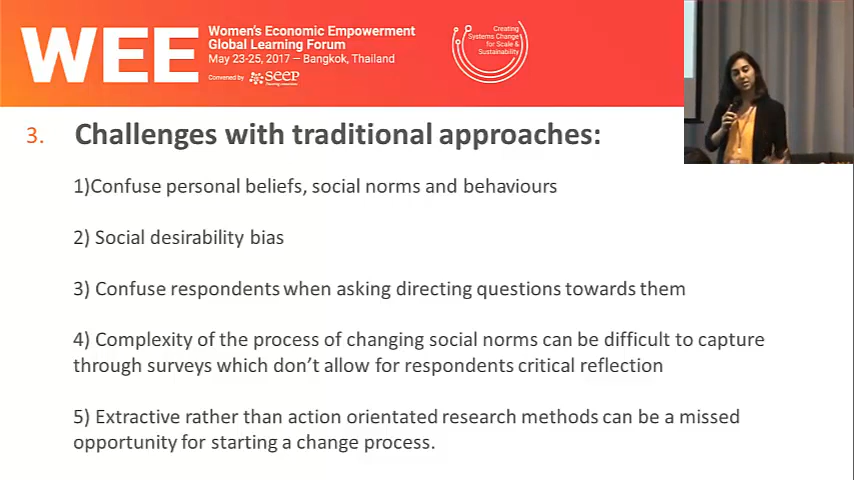 WEE
Women's Economic Empowerment
Global Learning Forum
May 23-25, 2017 – Bangkok, Thailand
Convened by SEEP
Creating
Systems Change
for Scale &
Sustainability
3. Challenges with traditional approaches:
1)Confuse personal beliefs, social norms and behaviours
2) Social desirability bias
3) Confuse respondents when asking directing questions towards them
4) Complexity of the process of changing social norms can be difficult to capture
through surveys which don't allow for respondents critical reflection
5) Extractive rather than action orientated research methods can be a missed
opportunity for starting a change process.